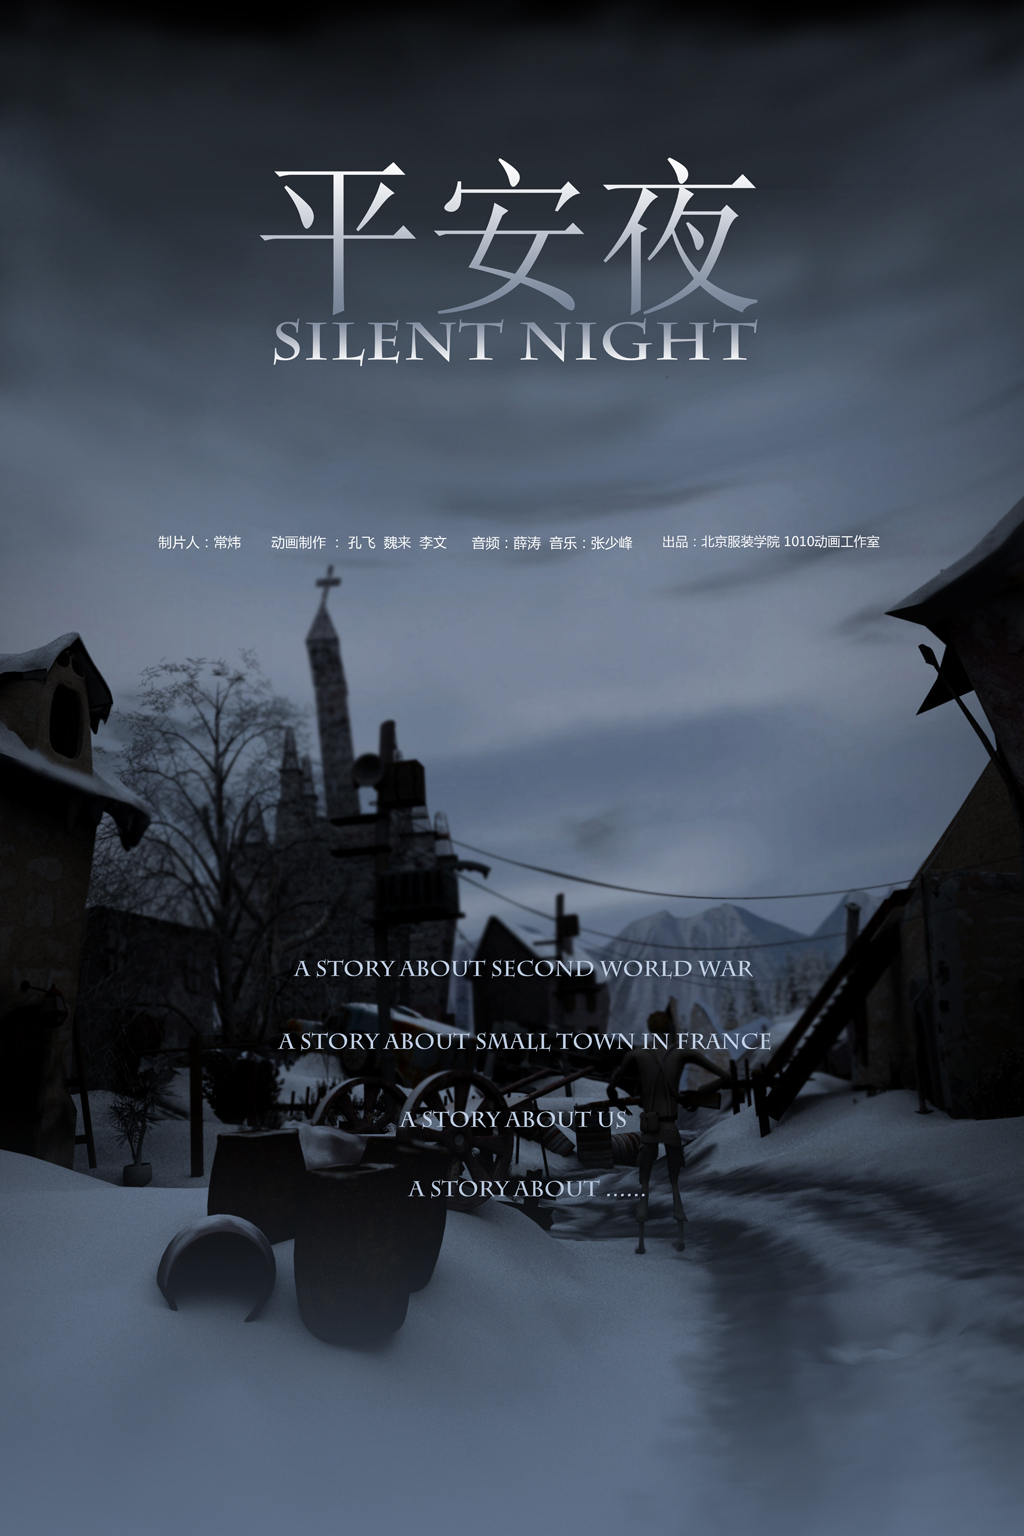 平安夜
SILENT NIGHT
制片人：常炜 动画制作 ： 孔飞 魏来 李文 音频：薛涛 音乐：张少峰 出品：北京服装学院 1010动画工作室
A STORY ABOUT SECOND WORLD WAR
A STORY ABOUT SMALL TOWN IN FRANCE
A STORY ABOUT US
A STORY ABOUT ......